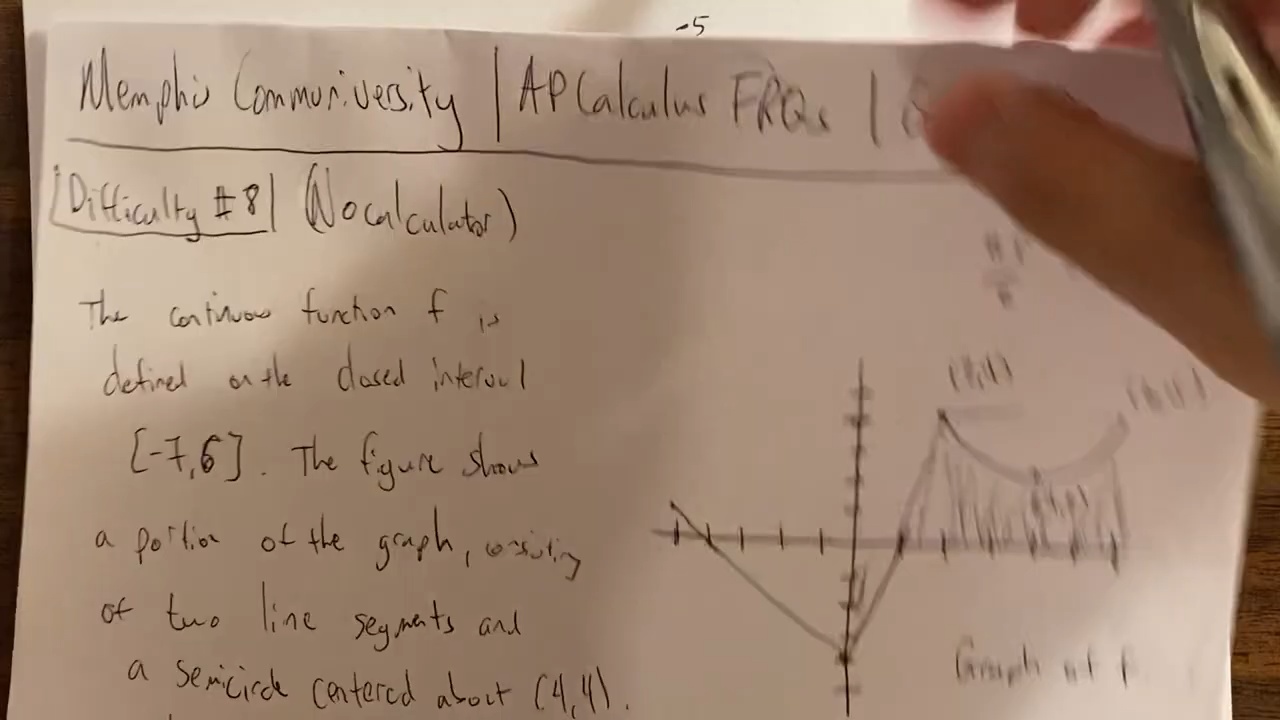 -5
Memphis Communiversity | AP Calculus FRQs |
Difficulty #8 (No calculator)
The continuous function f is
defined on the closed interval
[-7,6]. The figure shows
a portion of the graph, consisting
of two line segments and
a semicircle centered about (4,4).
Graph of f